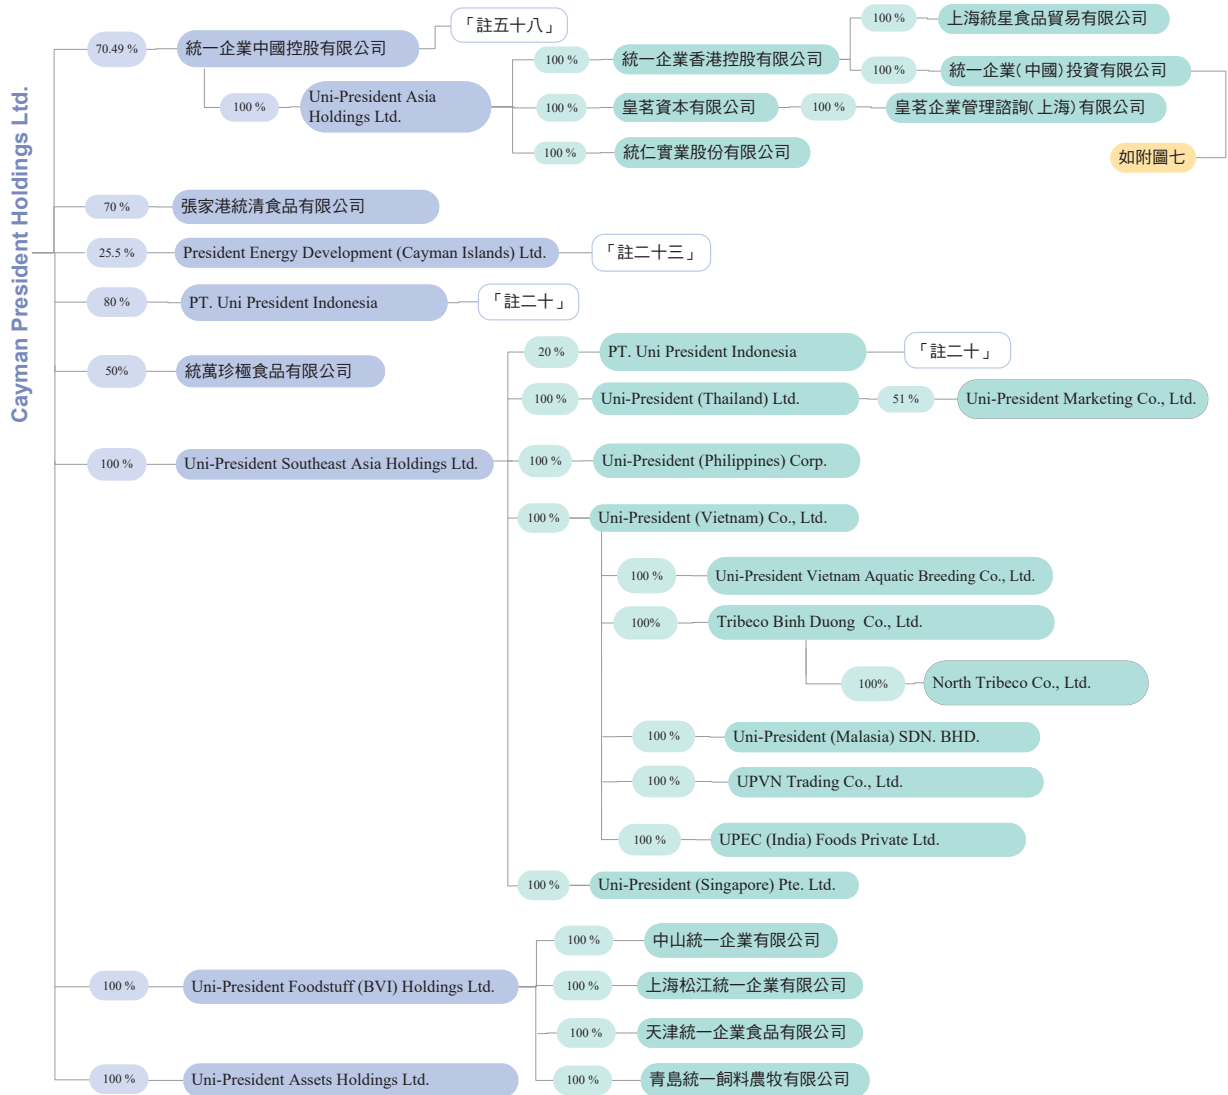 Cayman President Holdings Ltd.
70.49 %
統一企業中國控股有限公司
「註五十八」
100 %
Uni-President Asia
Holdings Ltd.
100 %
統一企業香港控股有限公司
100 %
上海統星食品貿易有限公司
100 %
統一企業(中國)投資有限公司
如附圖七
100 %
皇茗資本有限公司
100 %
皇茗企業管理諮詢(上海)有限公司
100 %
統仁實業股份有限公司
70 %
張家港統清食品有限公司
25.5 %
President Energy Development (Cayman Islands) Ltd.
「註二十三」
80 %
PT. Uni President Indonesia
「註二十」
50%
統萬珍極食品有限公司
100 %
Uni-President Southeast Asia Holdings Ltd.
20 %
PT. Uni President Indonesia
「註二十」
100 %
Uni-President (Thailand) Ltd.
51 %
Uni-President Marketing Co., Ltd.
100 %
Uni-President (Philippines) Corp.
100 %
Uni-President (Vietnam) Co., Ltd.
100 %
Uni-President Vietnam Aquatic Breeding Co., Ltd.
100%
Tribeco Binh Duong Co., Ltd.
100%
North Tribeco Co., Ltd.
100 %
Uni-President (Malasia) SDN. BHD.
100 %
UPVN Trading Co., Ltd.
100 %
UPEC (India) Foods Private Ltd.
100 %
Uni-President (Singapore) Pte. Ltd.
100 %
Uni-President Foodstuff (BVI) Holdings Ltd.
100 %
中山統一企業有限公司
100 %
上海松江統一企業有限公司
100 %
天津統一企業食品有限公司
100 %
青島統一飼料農牧有限公司
100 %
Uni-President Assets Holdings Ltd.